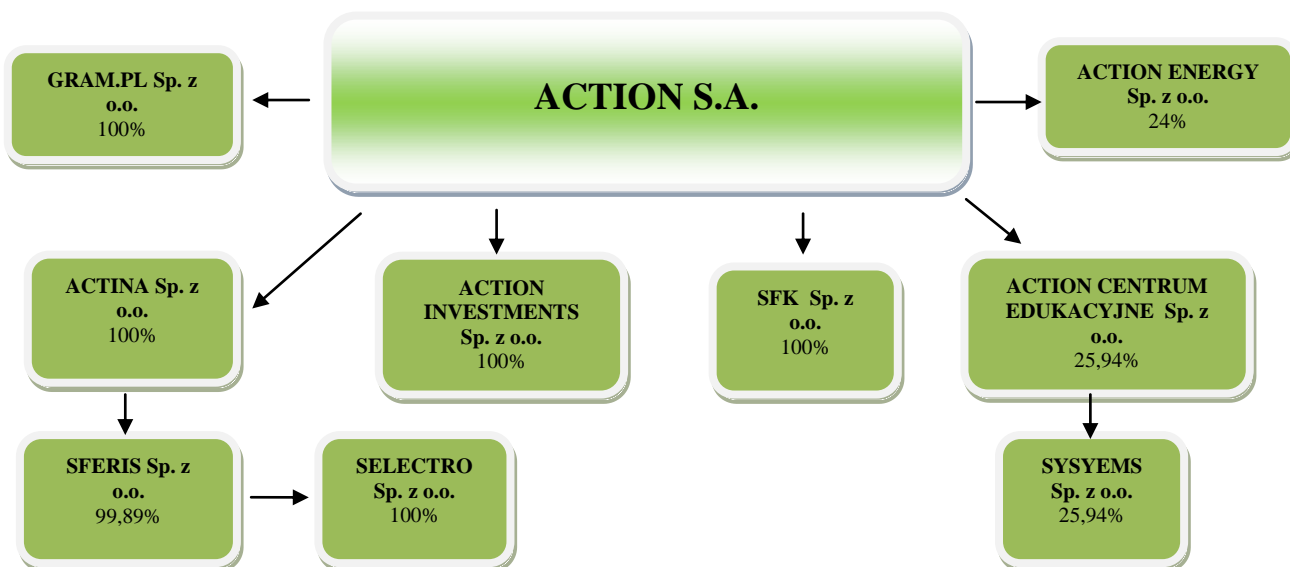 GRAM.PL Sp. z
o.o.
100%
ACTION S.A.
ACTION ENERGY
Sp. z o.o.
24%
ACTINA Sp. z
o.o.
100%
ACTION
INVESTMENTS
Sp. z o.o.
100%
SFK Sp. z
o.o.
100%
ACTION CENTRUM
EDUKACYJNE Sp. z
o.o.
25,94%
SFERIS Sp. z
o.o.
99,89%
SELECTRO
Sp. z o.o.
100%
SYSYEMS
Sp. z o.o.
25,94%